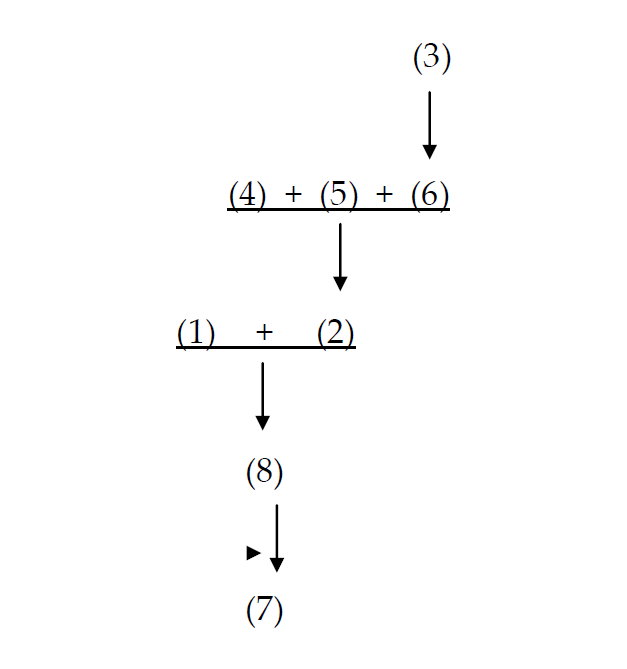 (3)
(4) + (5) + (6)
(1) + (2)
(8)
(7)